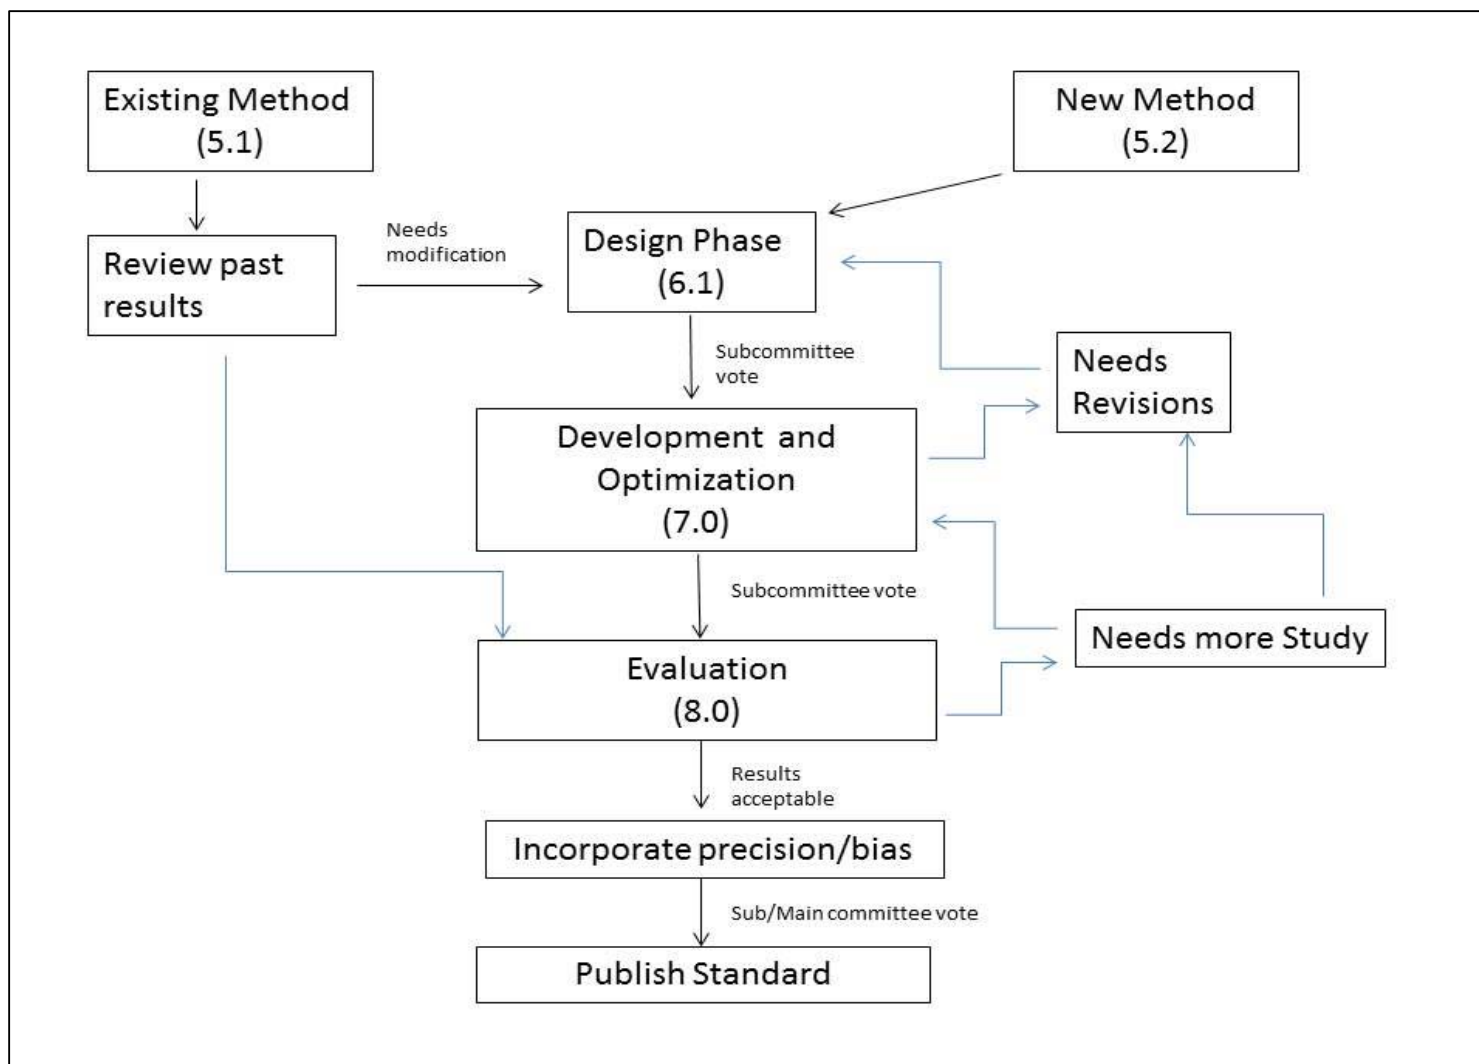 Existing Method
(5.1)
New Method
(5.2)
Review past
results
Needs
modification
Design Phase
(6.1)
Subcommittee
vote
Needs
Revisions
Development and
Optimization
(7.0)
Subcommittee vote
Needs more Study
Evaluation
(8.0)
Results
acceptable
Incorporate precision/bias
Sub/Main committee vote
Publish Standard